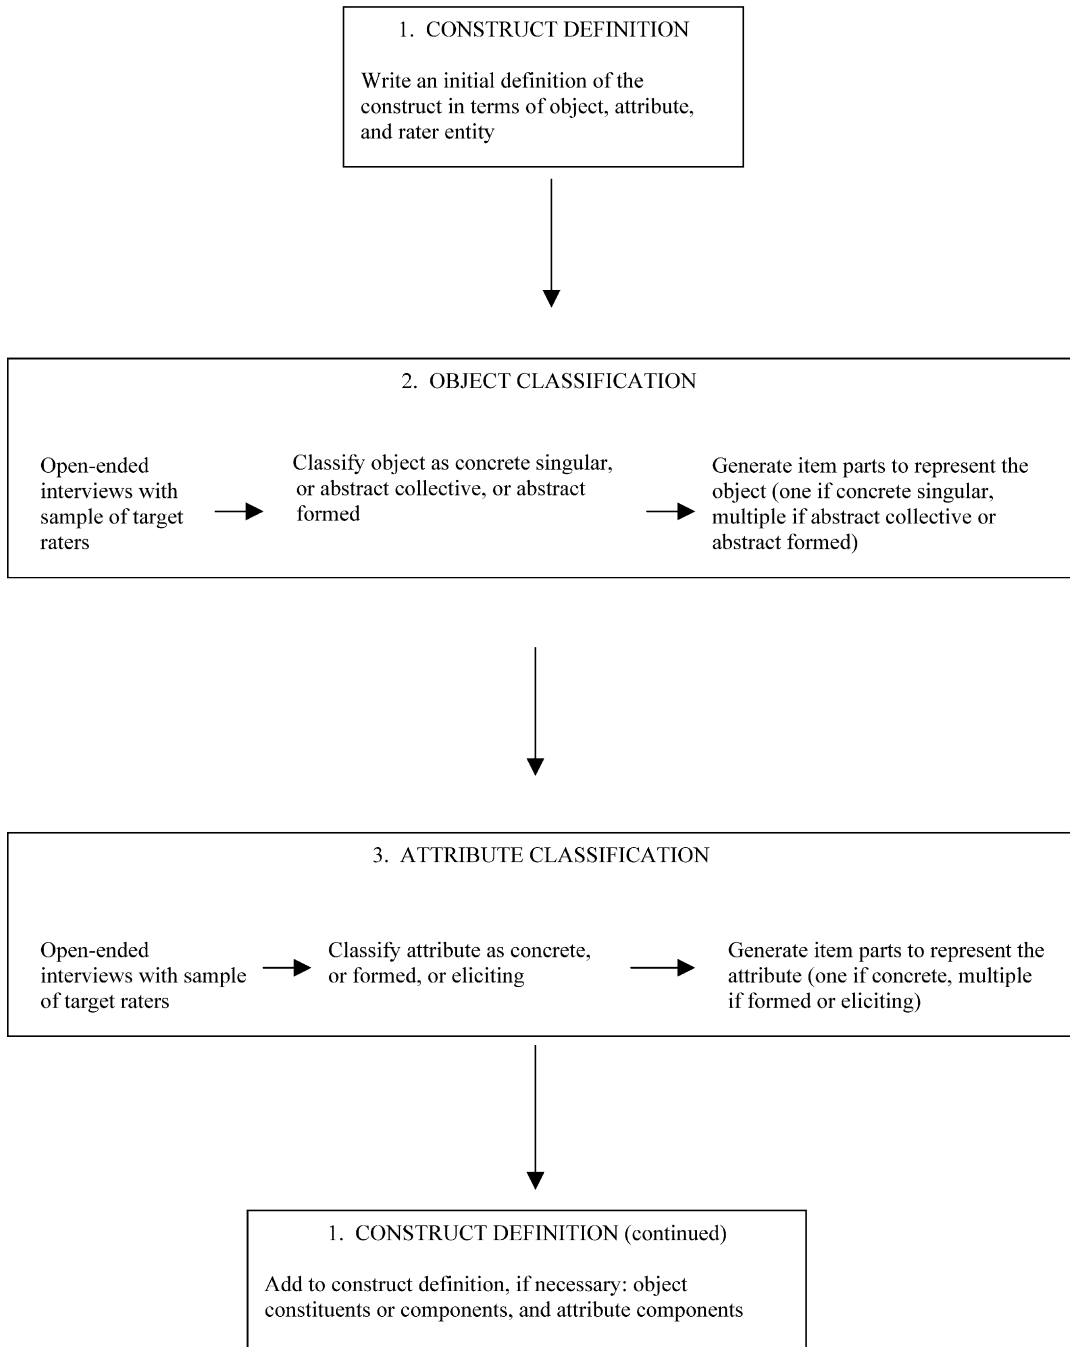 1. CONSTRUCT DEFINITION
Write an initial definition of the
construct in terms of object, attribute,
and rater entity
2. OBJECT CLASSIFICATION
Open-ended
interviews with
sample of target
raters
Classify object as concrete singular,
or abstract collective, or abstract
formed
Generate item parts to represent the
object (one if concrete singular,
multiple if abstract collective or
abstract formed)
3. ATTRIBUTE CLASSIFICATION
Open-ended
interviews with sample
of target raters
Classify attribute as concrete,
or formed, or eliciting
Generate item parts to represent the
attribute (one if concrete, multiple
if formed or eliciting)
1. CONSTRUCT DEFINITION (continued)
Add to construct definition, if necessary: object
constituents or components, and attribute components